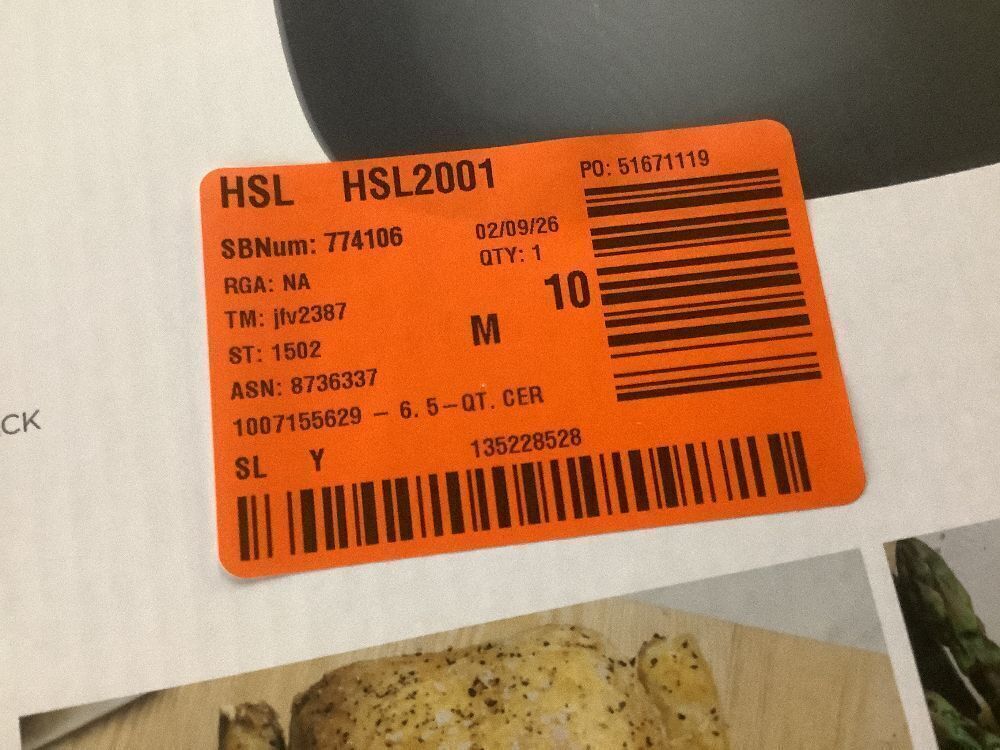 HSL HSL2001
PO: 51671119
SBNum: 774106
02/09/26
RGA: NA
QTY: 1
TM: jfv2387
M
10
ST: 1502
ASN: 8736337
1007155629 - 6.5-QT. CER
SL Y
135228528
CK